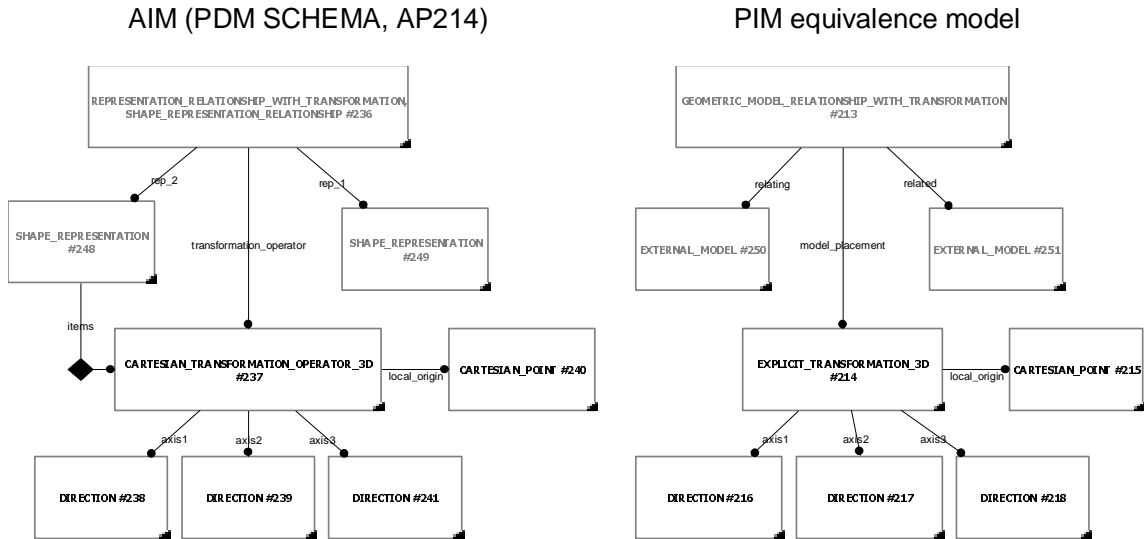 AIM (PDM SCHEMA, AP214)
PIM equivalence model
REPRESENTATION_RELATIONSHIP_WITH_TRANSFORMATION,
SHAPE_REPRESENTATION_RELATIONSHIP #236
GEOMETRIC_MODEL_RELATIONSHIP_WITH_TRANSFORMATION
#213
rep_2
rep_1
relating
related
SHAPE_REPRESENTATION
#248
transformation_operator
SHAPE_REPRESENTATION
#249
EXTERNAL_MODEL #250
model_placement
EXTERNAL_MODEL #251
items
CARTESIAN_TRANSFORMATION_OPERATOR_3D
#237
local_origin
CARTESIAN_POINT #240
EXPLICIT_TRANSFORMATION_3D
#214
local_origin
CARTESIAN_POINT #215
axis1
axis2
axis3
axis1
axis2
axis3
DIRECTION #238
DIRECTION #239
DIRECTION #241
DIRECTION #216
DIRECTION #217
DIRECTION #218